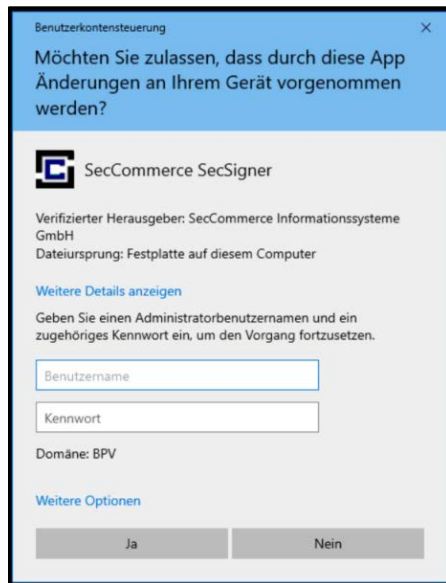 Benutzerkontensteuerung
Möchten Sie zulassen, dass durch diese App
Änderungen an Ihrem Gerät vorgenommen
werden?
SecCommerce SecSigner
Verifizierter Herausgeber: SecCommerce Informationssysteme
GmbH
Dateiursprung: Festplatte auf diesem Computer
Weitere Details anzeigen
Geben Sie einen Administratorbenutzernamen und ein
zugehöriges Kennwort ein, um den Vorgang fortzusetzen.
Benutzername
Kennwort
Domäne: BPV
Weitere Optionen
Ja Nein